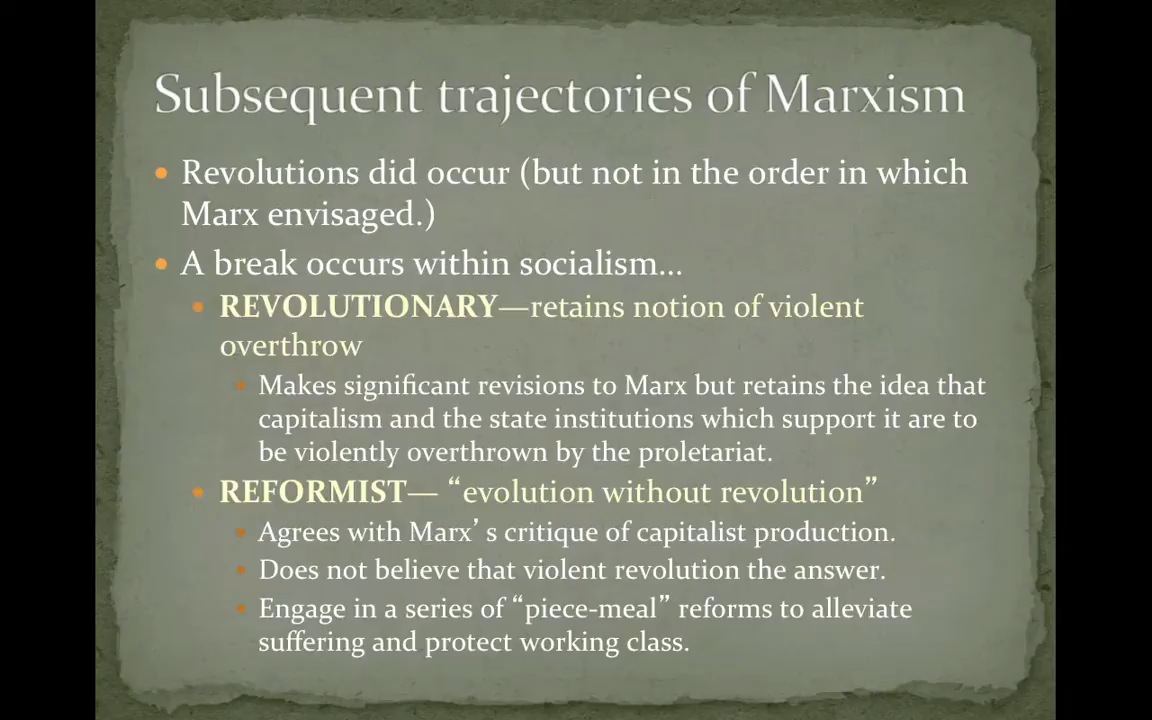 Subsequent trajectories of Marxism
• Revolutions did occur (but not in the order in which
Marx envisaged.)
• A break occurs within socialism…
• REVOLUTIONARY—retains notion of violent
overthrow
• Makes significant revisions to Marx but retains the idea that
capitalism and the state institutions which support it are to
be violently overthrown by the proletariat.
• REFORMIST— “evolution without revolution”
• Agrees with Marx’ s critique of capitalist production.
• Does not believe that violent revolution the answer.
• Engage in a series of “piece-meal” reforms to alleviate
suffering and protect working class.